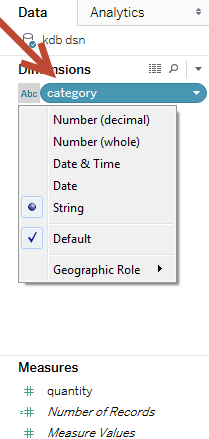 Data
Analytics
kdb dsn
Dimensions
Abc category
Number (decimal)
Number (whole)
Date & Time
Date
String
Default
Geographic Role
Measures
quantity
Number of Records
Measure Values